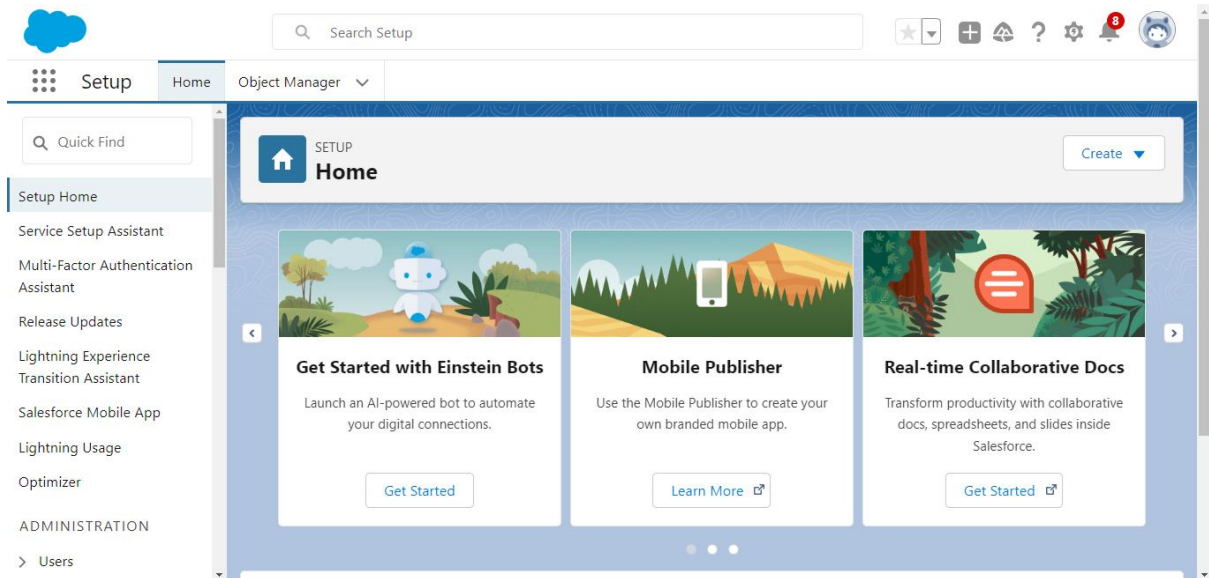 Search Setup
8
Setup
Home
Object Manager
Quick Find
Setup Home
Service Setup Assistant
Multi-Factor Authentication
Assistant
Release Updates
Lightning Experience
Transition Assistant
Salesforce Mobile App
Lightning Usage
Optimizer
ADMINISTRATION
Users
SETUP
Home
Create
Get Started with Einstein Bots
Launch an AI-powered bot to automate
your digital connections.
Get Started
Mobile Publisher
Use the Mobile Publisher to create your
own branded mobile app.
Learn More
Real-time Collaborative Docs
Transform productivity with collaborative
docs, spreadsheets, and slides inside
Salesforce.
Get Started